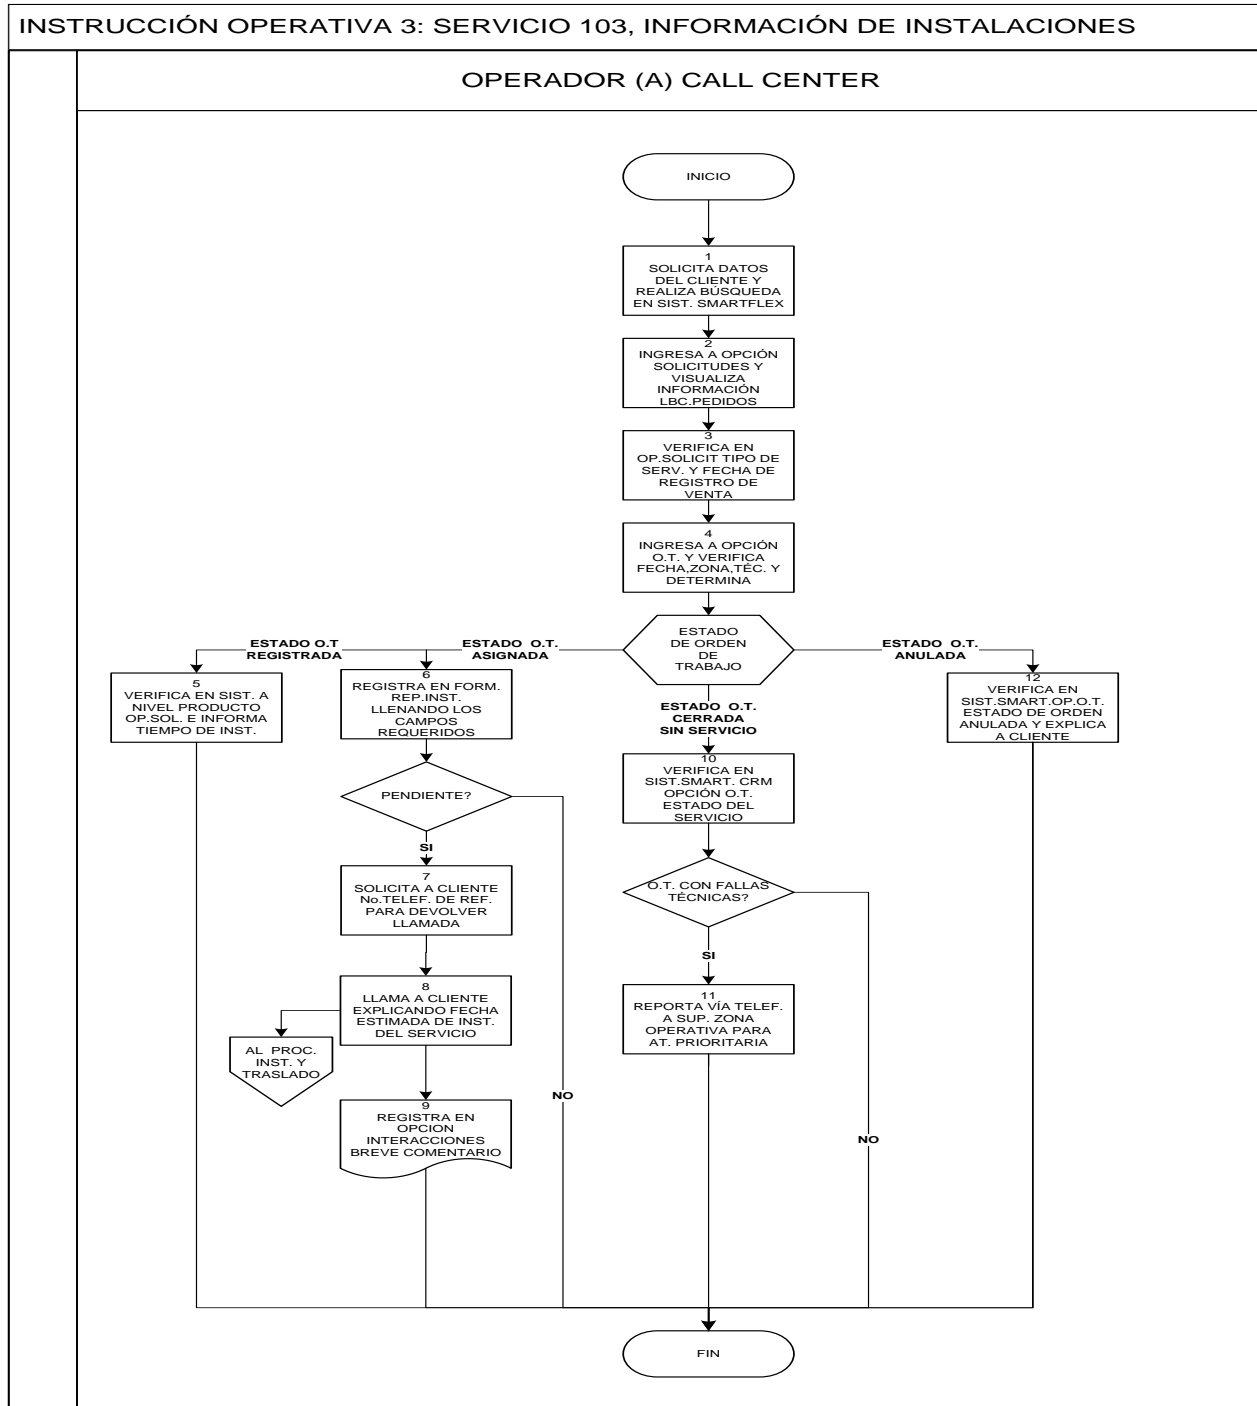 INSTRUCCIÓN OPERATIVA 3: SERVICIO 103, INFORMACIÓN DE INSTALACIONES
OPERADOR (A) CALL CENTER
INICIO
1
SOLICITA DATOS
DEL CLIENTE Y
REALIZA BÚSQUEDA
EN SIST. SMARTFLEX
2
INGRESA A OPCIÓN
SOLICITUDES Y
VISUALIZA
INFORMACIÓN
LBC.PEDIDOS
3
VERIFICA EN
OP.SOLICIT TIPO DE
SERV. Y FECHA DE
REGISTRO DE
VENTA
4
INGRESA A OPCIÓN
O.T. Y VERIFICA
FECHA,ZONA,TÉC. Y
DETERMINA
ESTADO
DE ORDEN
DE
TRABAJO
ESTADO O.T
REGISTRADA
5
VERIFICA EN SIST. A
NIVEL PRODUCTO
OP.SOL. E INFORMA
TIEMPO DE INST.
ESTADO O.T.
ASIGNADA
6
REGISTRA EN FORM.
REP.INST.
LLENANDO LOS
CAMPOS
REQUERIDOS
PENDIENTE?
SI
7
SOLICITA A CLIENTE
No.TELEF. DE REF.
PARA DEVOLVER
LLAMADA
8
LLAMA A CLIENTE
EXPLICANDO FECHA
ESTIMADA DE INST.
DEL SERVICIO
AL PROC.
INST. Y
TRASLADO
9
REGISTRA EN
OPCION
INTERACCIONES
BREVE COMENTARIO
NO
ESTADO O.T.
CERRADA
SIN SERVICIO
10
VERIFICA EN
SIST.SMART. CRM
OPCIÓN O.T.
ESTADO DEL
SERVICIO
O.T. CON FALLAS
TÉCNICAS?
SI
11
REPORTA VÍA TELEF.
A SUP. ZONA
OPERATIVA PARA
AT. PRIORITARIA
NO
ESTADO O.T.
ANULADA
12
VERIFICA EN
SIST.SMART.OP.O.T.
ESTADO DE ORDEN
ANULADA Y EXPLICA
A CLIENTE
FIN